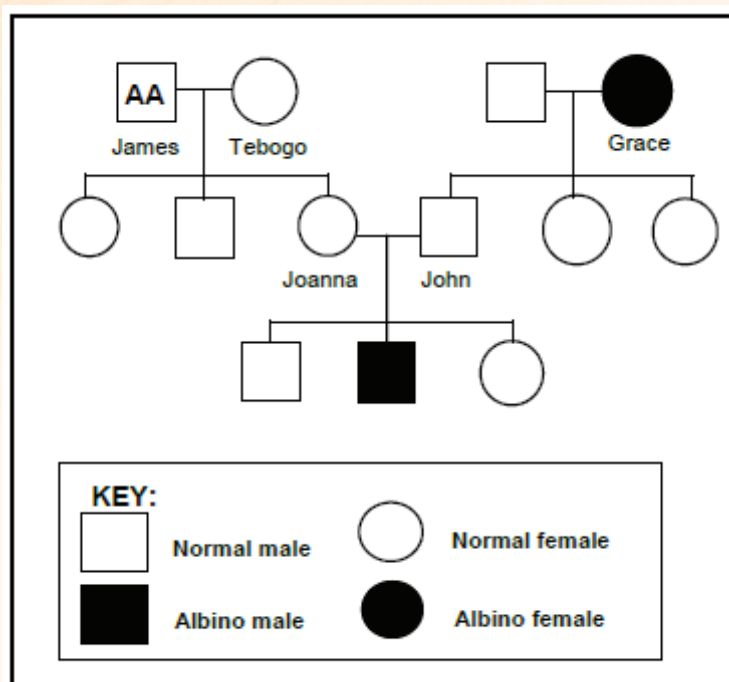 AA
James Tebogo Grace
Joanna John
KEY:
Normal male Normal female
Albino male Albino female